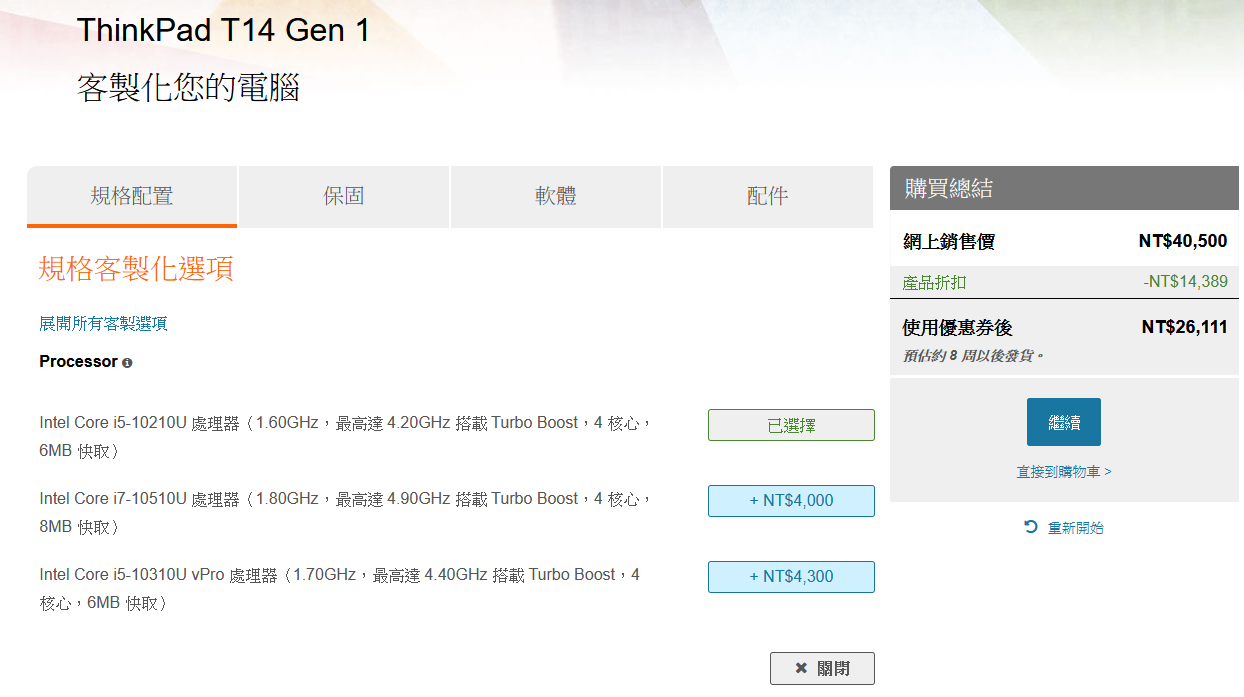 ThinkPad T14 Gen 1
客製化您的電腦
規格配置
保固
軟體
配件
規格客製化選項
展開所有客製選項
Processor
Intel Core i5-10210U 處理器（1.60GHz，最高達 4.20GHz 搭載 Turbo Boost，4 核心，
6MB 快取）
已選擇
Intel Core i7-10510U 處理器（1.80GHz，最高達 4.90GHz 搭載 Turbo Boost，4 核心，
8MB 快取）
+ NT$4,000
Intel Core i5-10310U vPro 處理器（1.70GHz，最高達 4.40GHz 搭載 Turbo Boost，4
核心，6MB 快取）
+ NT$4,300
✖ 關閉
購買總結
網上銷售價 NT$40,500
產品折扣 -NT$14,389
使用優惠券後 NT$26,111
預估約 8 周以後發貨。
繼續
直接到購物車 >
重新開始